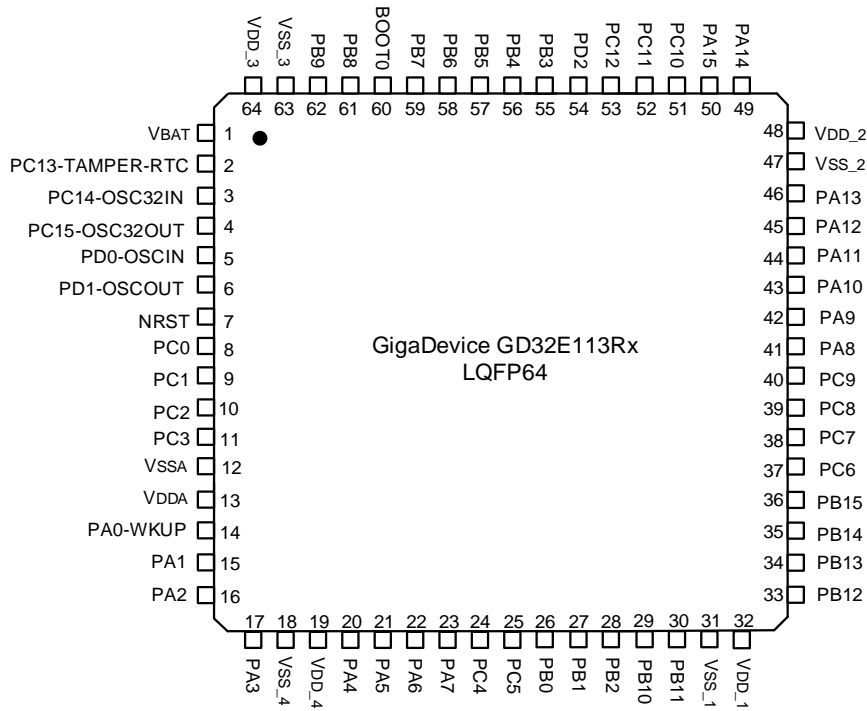 VDD_3 VSS_3 PB9 PB8 BOOT0 PB7 PB6 PB5 PB4 PB3 PD2 PC12 PC11 PC10 PA15 PA14
64 63 62 61 60 59 58 57 56 55 54 53 52 51 50 49
VBAT 1 48 VDD_2
PC13-TAMPER-RTC 2 47 VSS_2
PC14-OSC32IN 3 46 PA13
PC15-OSC32OUT 4 45 PA12
PD0-OSCIN 5 44 PA11
PD1-OSCOUT 6 43 PA10
NRST 7 42 PA9
PC0 8 41 PA8
PC1 9 40 PC9
PC2 10 39 PC8
PC3 11 38 PC7
VSSA 12 37 PC6
VDDA 13 36 PB15
PA0-WKUP 14 35 PB14
PA1 15 34 PB13
PA2 16 33 PB12
GigaDevice GD32E113Rx
LQFP64
17 18 19 20 21 22 23 24 25 26 27 28 29 30 31 32
PA3 VSS_4 VDD_4 PA4 PA5 PA6 PA7 PC4 PC5 PB0 PB1 PB2 PB10 PB11 VSS_1 VDD_1